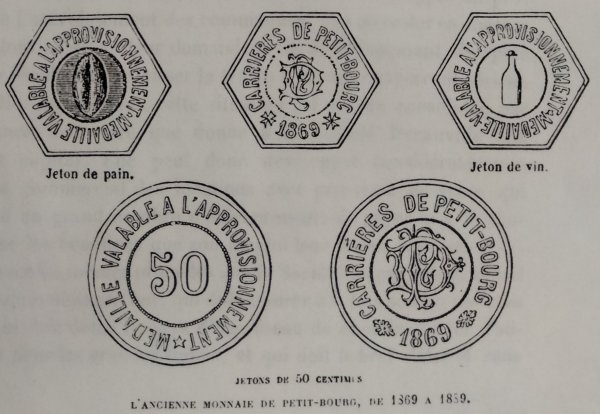 MEDAILLE VALABLE A L'APPROVISIONNEMENT
CARRIÈRES DE PETIT-BOURG
1869
MEDAILLE VALABLE A L'APPROVISIONNEMENT
Jeton de pain.
Jeton de vin.
MEDAILLE VALABLE A L'APPROVISIONNEMENT
50
CARRIÈRES DE PETIT-BOURG
1869
JETONS DE 50 CENTIMES
L'ANCIENNE MONNAIE DE PETIT-BOURG, DE 1869 A 1889.